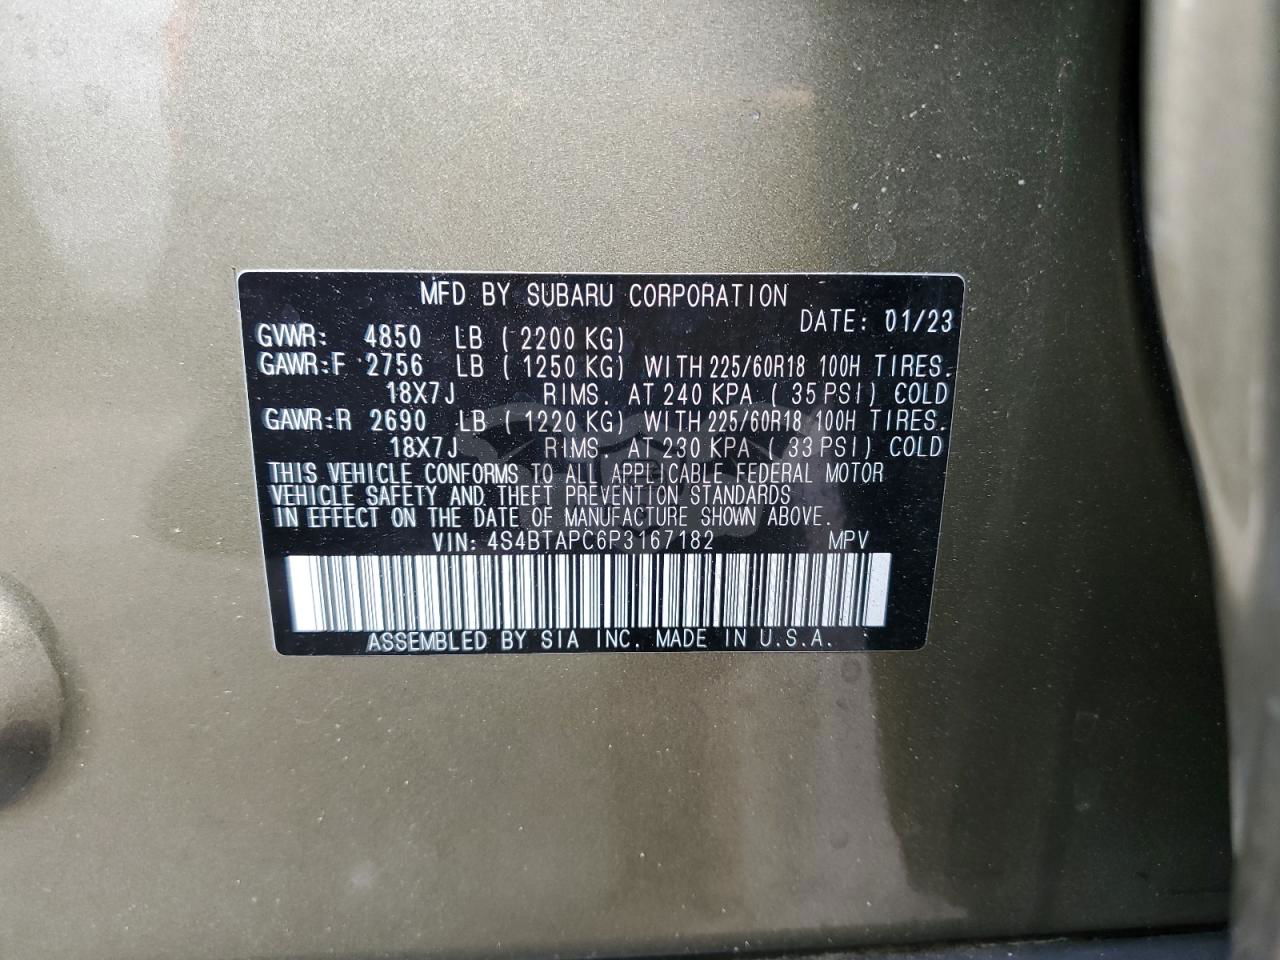 MFD BY SUBARU CORPORATION
DATE: 01/23
GVWR: 4850 LB ( 2200 KG)
GAWR:F 2756 LB ( 1250 KG) WITH 225/60R18 100H TIRES.
18X7J RIMS. AT 240 KPA ( 35 PSI) COLD
GAWR:R 2690 LB ( 1220 KG) WITH 225/60R18 100H TIRES.
18X7J RIMS. AT 230 KPA ( 33 PSI) COLD
THIS VEHICLE CONFORMS TO ALL APPLICABLE FEDERAL MOTOR
VEHICLE SAFETY AND THEFT PREVENTION STANDARDS
IN EFFECT ON THE DATE OF MANUFACTURE SHOWN ABOVE.
VIN: 4S4BTAPC6P3167182 MPV
ASSEMBLED BY SIA INC. MADE IN U.S.A.